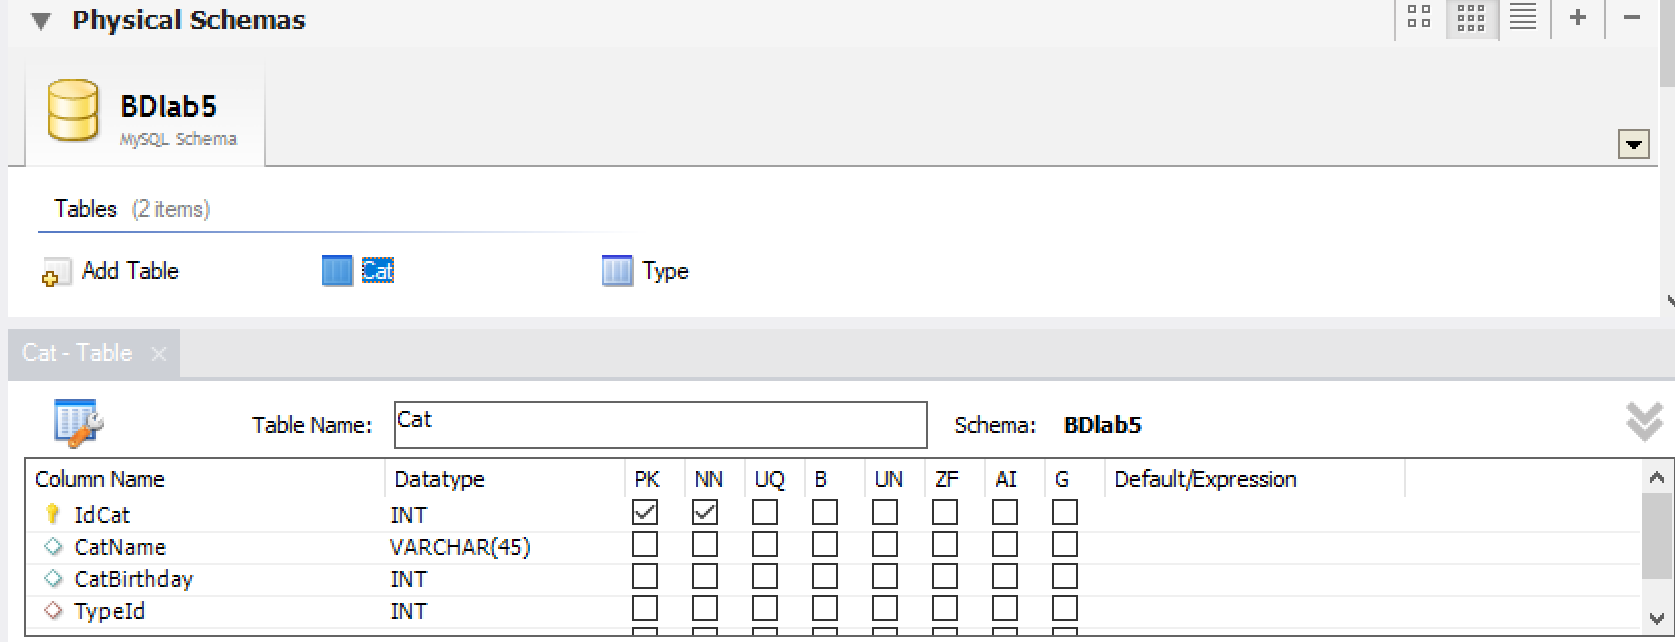 Physical Schemas
BDlab5
MySQL Schema
Tables (2 items)
Add Table Cat Type
Cat - Table
Table Name: Cat Schema: BDlab5
Column Name Datatype PK NN UQ B UN ZF AI G Default/Expression
IdCat INT
CatName VARCHAR(45)
CatBirthday INT
TypeId INT